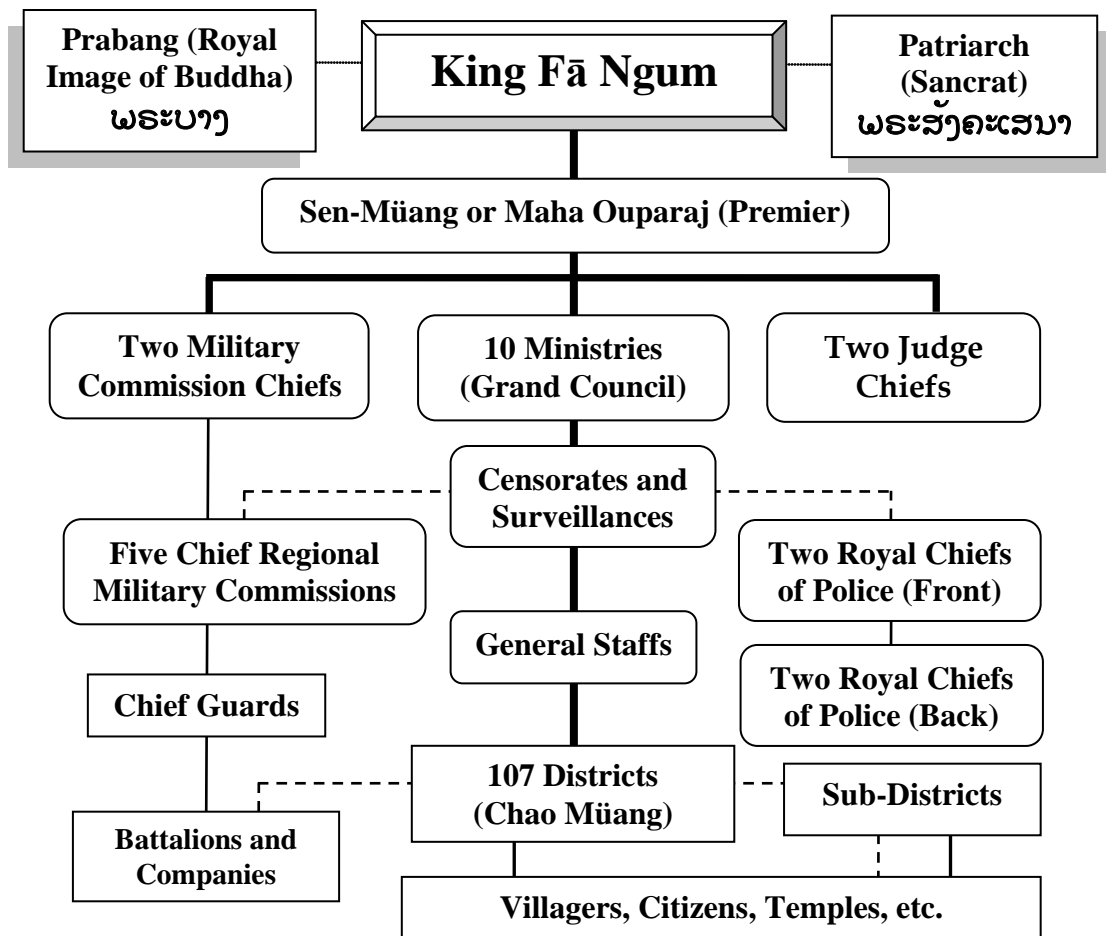 Prabang (Royal
Image of Buddha)
ພຣະບາງ
King Fā Ngum
Patriarch
(Sancrat)
ພຣະສັງຄະເສນາ
Sen-Müang or Maha Ouparaj (Premier)
Two Military
Commission Chiefs
10 Ministries
(Grand Council)
Two Judge
Chiefs
Censorates and
Surveillances
Five Chief Regional
Military Commissions
Two Royal Chiefs
of Police (Front)
General Staffs
Two Royal Chiefs
of Police (Back)
Chief Guards
107 Districts
(Chao Müang)
Sub-Districts
Battalions and
Companies
Villagers, Citizens, Temples, etc.